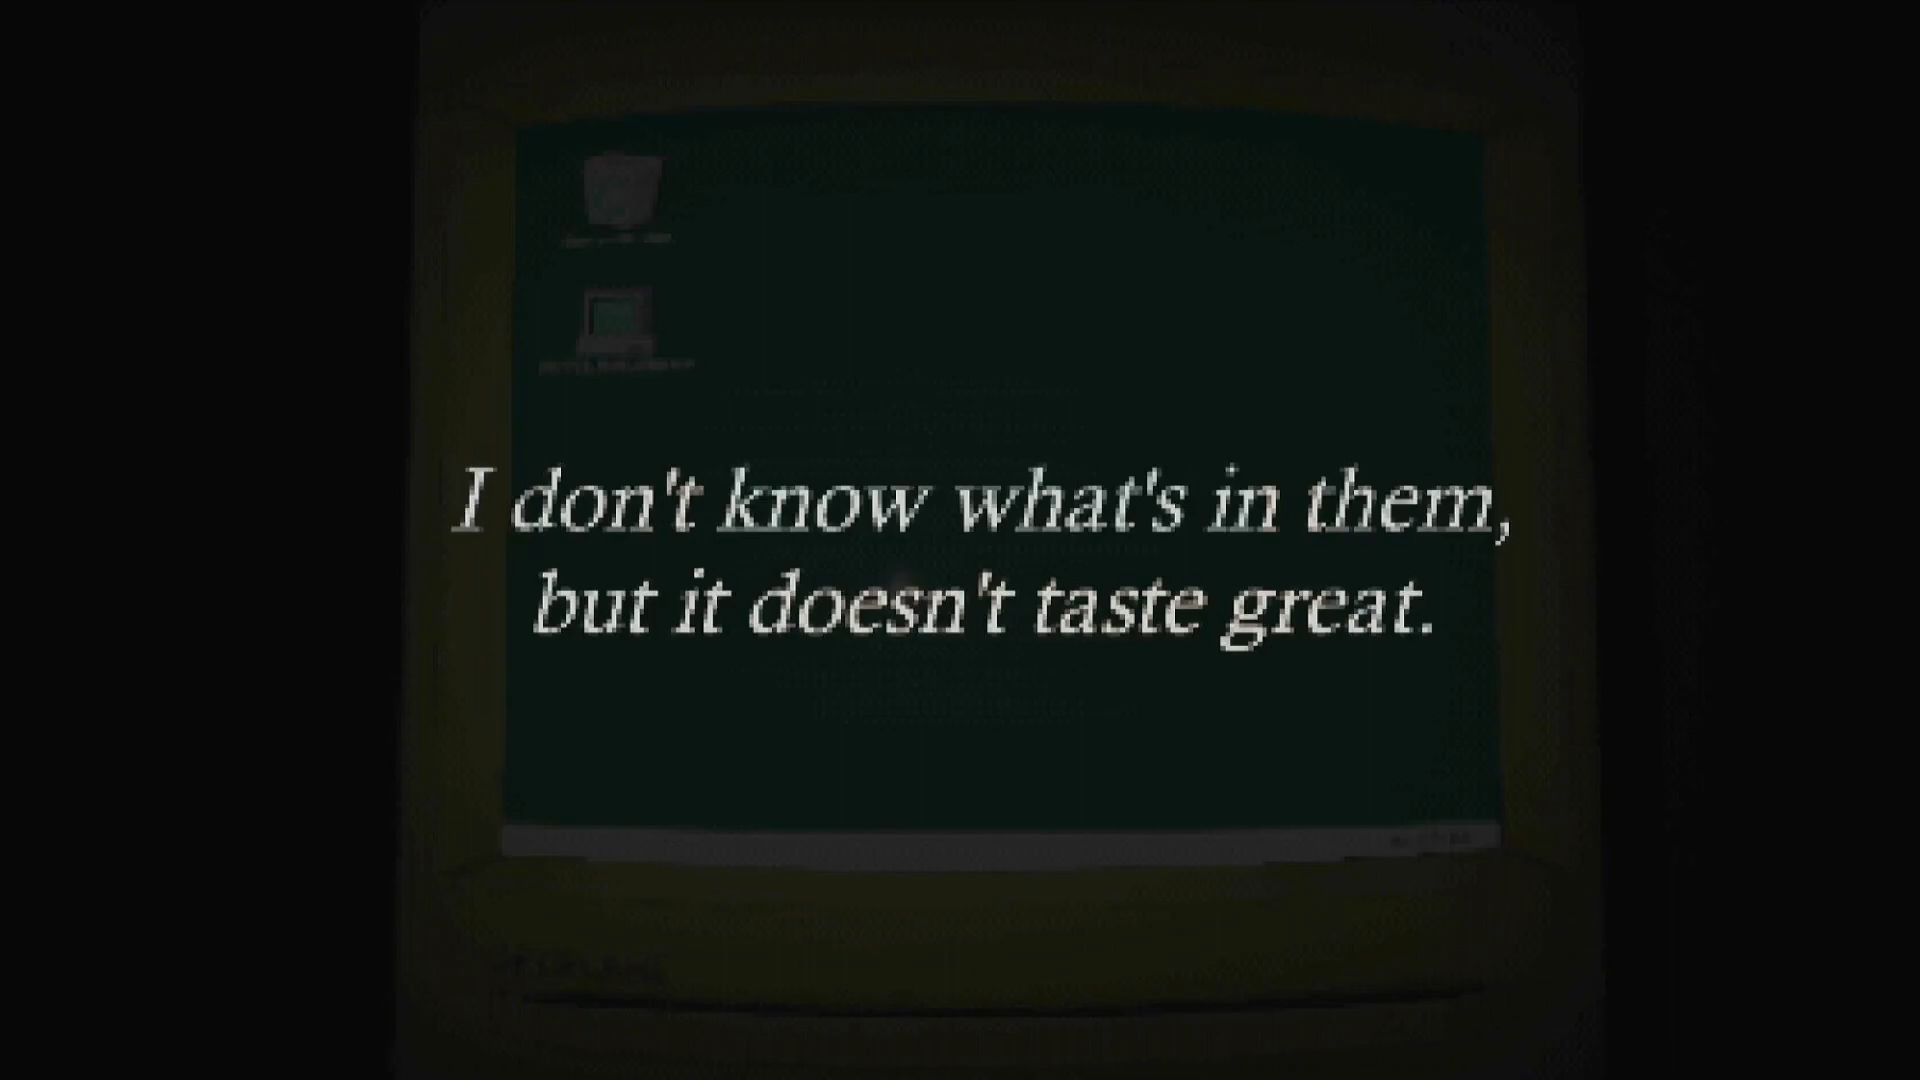 I don't know what's in them,
but it doesn't taste great.